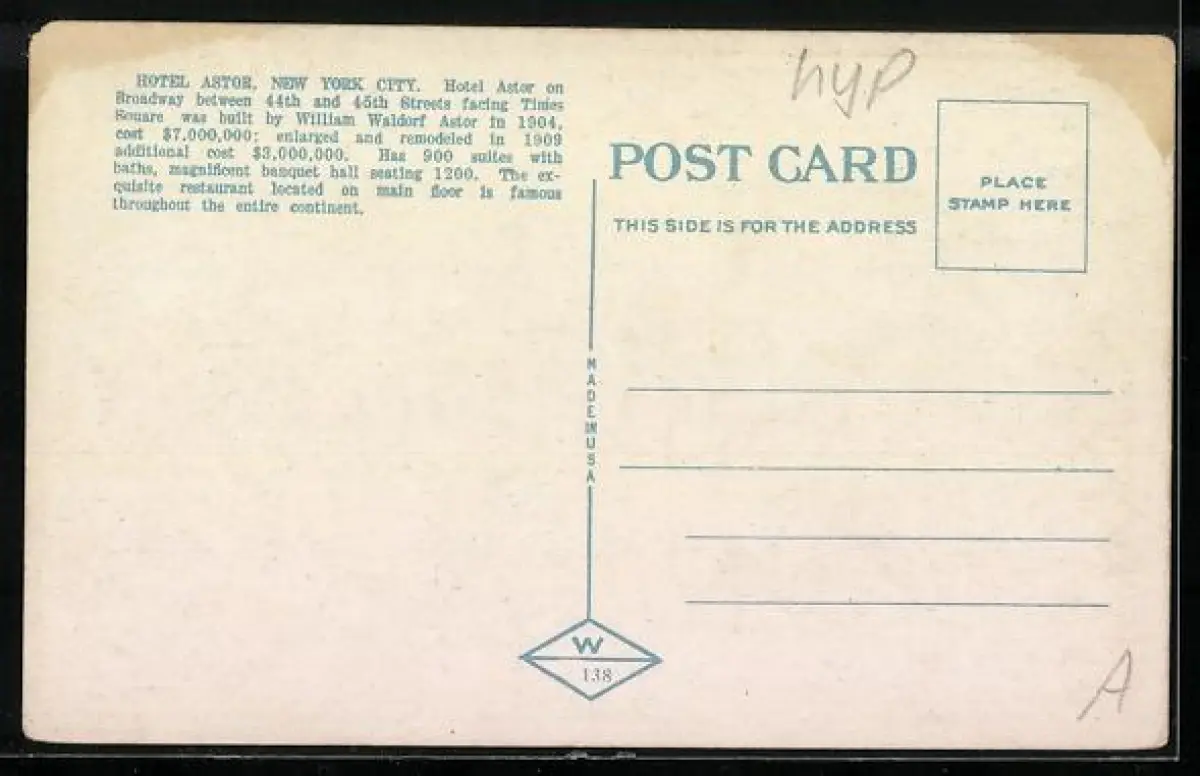 HOTEL ASTOR, NEW YORK CITY. Hotel Astor on
Broadway between 44th and 45th Streets facing Times
Square was built by William Waldorf Astor in 1904,
cost $7,000,000; enlarged and remodeled in 1909
additional cost $3,000,000. Has 900 suites with
baths, magnificent banquet hall seating 1200. The ex-
quisite restaurant located on main floor is famous
throughout the entire continent.
nyp
POST CARD
THIS SIDE IS FOR THE ADDRESS
PLACE
STAMP HERE
MADE IN USA
W
138
A